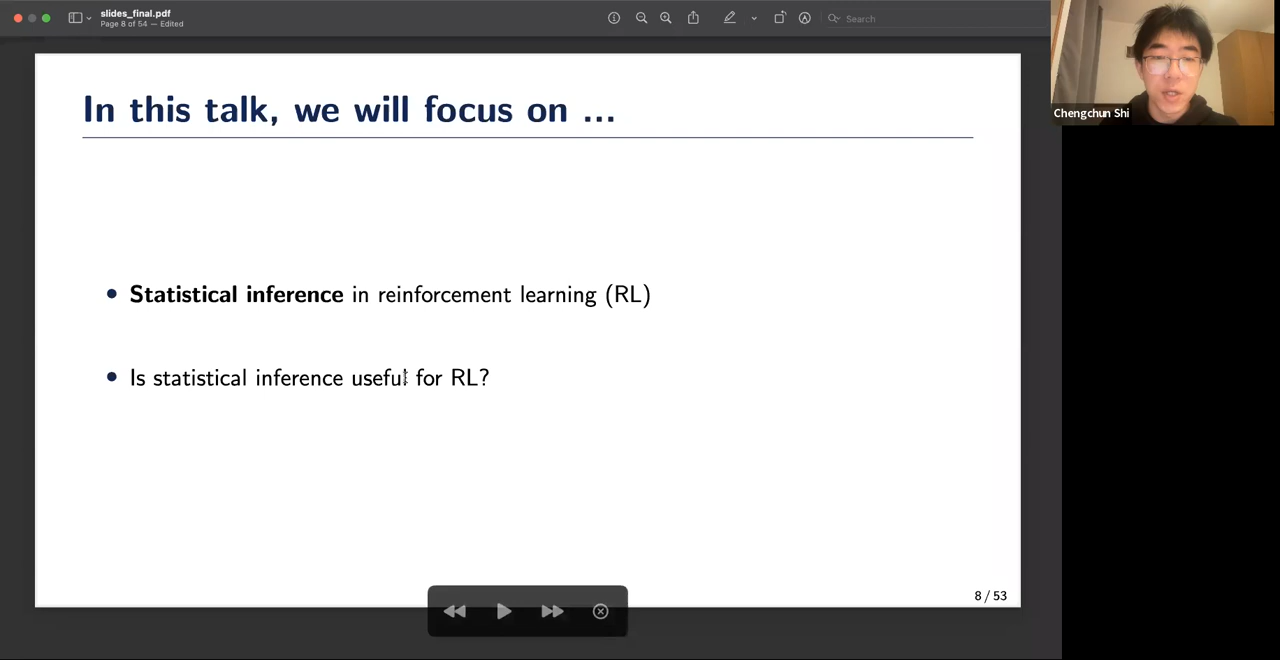 slides_final.pdf
Page 8 of 54 — Edited
Search
Chengchun Shi
In this talk, we will focus on ...
• Statistical inference in reinforcement learning (RL)
• Is statistical inference useful for RL?
8 / 53